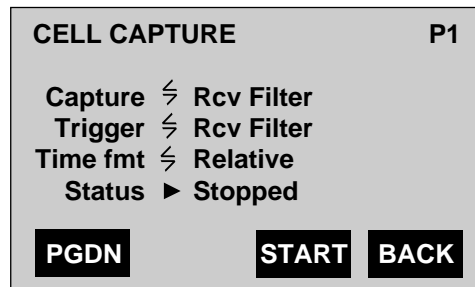 CELL CAPTURE P1
Capture ⇋ Rcv Filter
Trigger ⇋ Rcv Filter
Time fmt ⇋ Relative
Status ► Stopped
PGDN START BACK